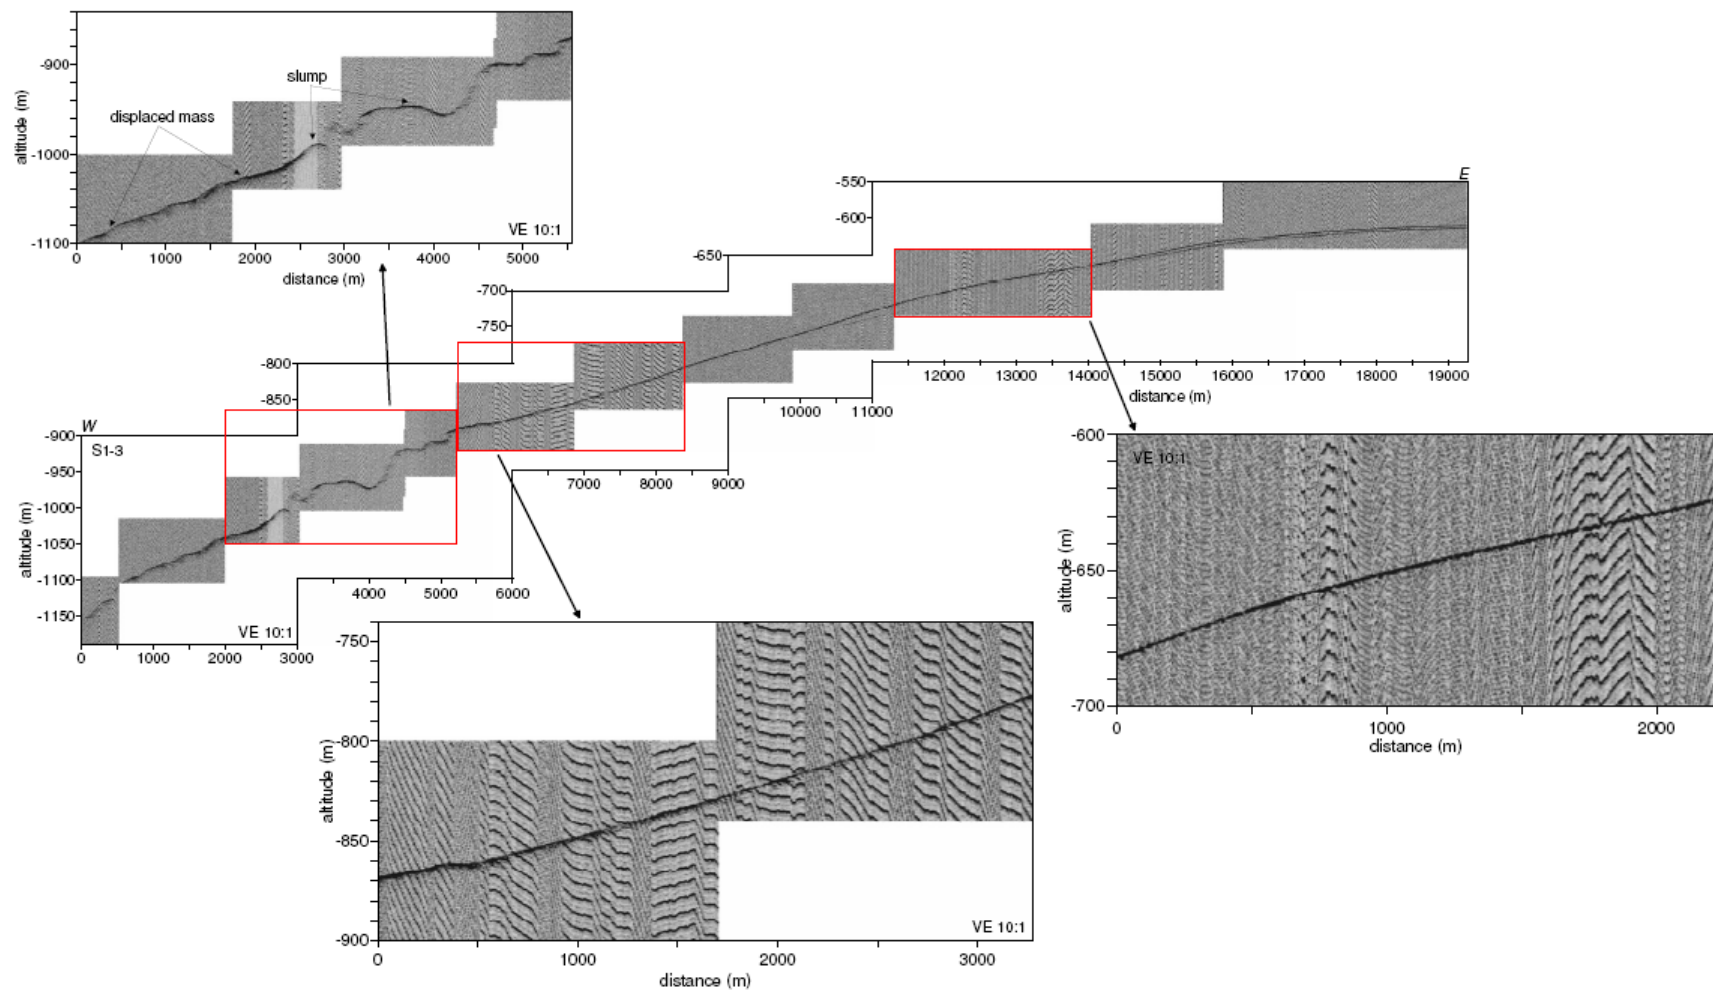 -900
-1000
-1100
altitude (m)
slump
displaced mass
VE 10:1
0 1000 2000 3000 4000 5000
distance (m)
E
-550
-600
-650
-700
-750
-800
-850
12000 13000 14000 15000 16000 17000 18000 19000
distance (m)
10000 11000
7000 8000 9000
W
S1-3
-900
-950
-1000
-1050
-1100
-1150
altitude (m)
4000 5000 6000
VE 10:1
0 1000 2000 3000
-750
-800
-850
-900
altitude (m)
VE 10:1
0 1000 2000 3000
distance (m)
-600
-650
-700
altitude (m)
VE 10:1
0 1000 2000
distance (m)